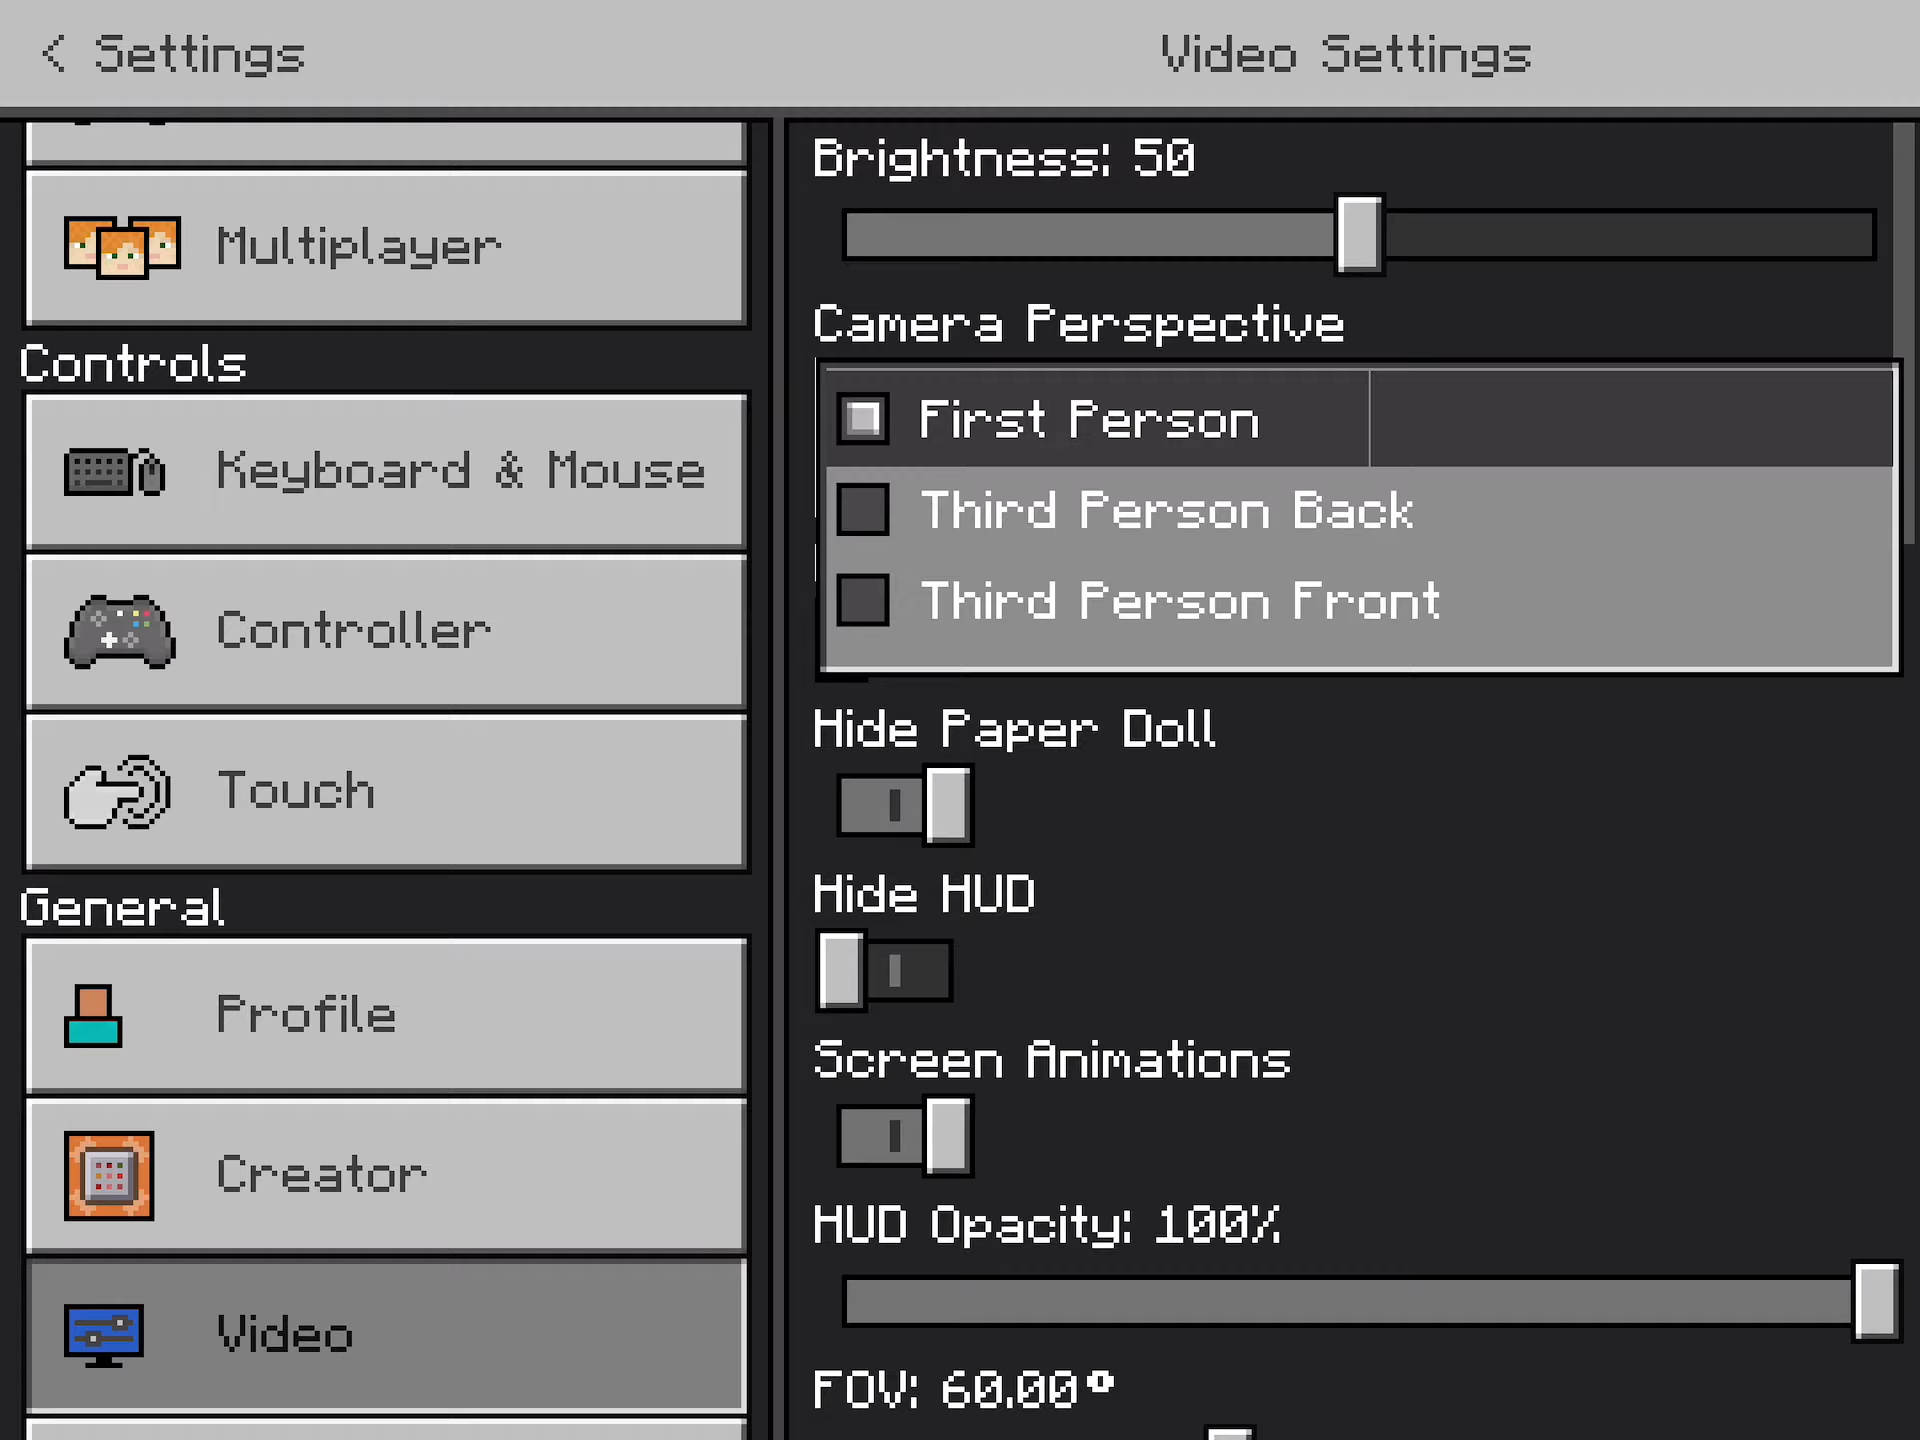 < Settings
Video Settings
Multiplayer
Controls
Keyboard & Mouse
Controller
Touch
General
Profile
Creator
Video
Brightness: 50
Camera Perspective
First Person
Third Person Back
Third Person Front
Hide Paper Doll
Hide HUD
Screen Animations
HUD Opacity: 100%
FOV: 60.00°